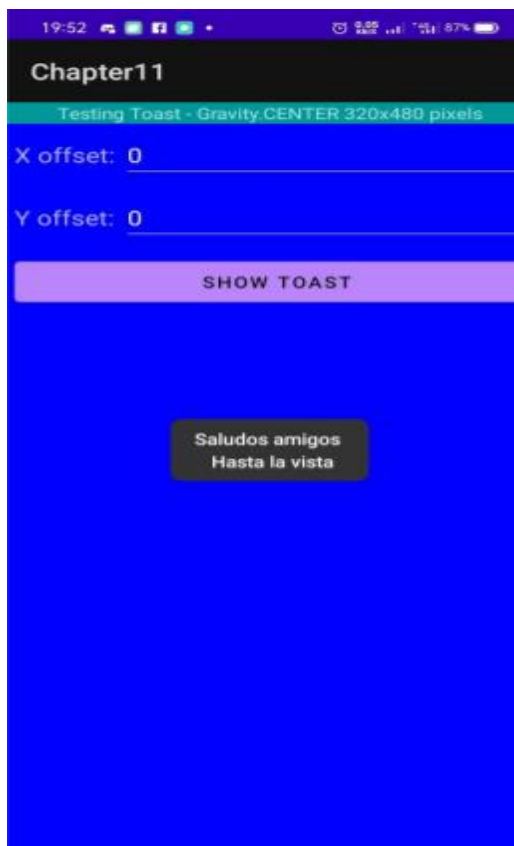 19:52
87%
Chapter11
Testing Toast - Gravity.CENTER 320x480 pixels
X offset: 0
Y offset: 0
SHOW TOAST
Saludos amigos
Hasta la vista